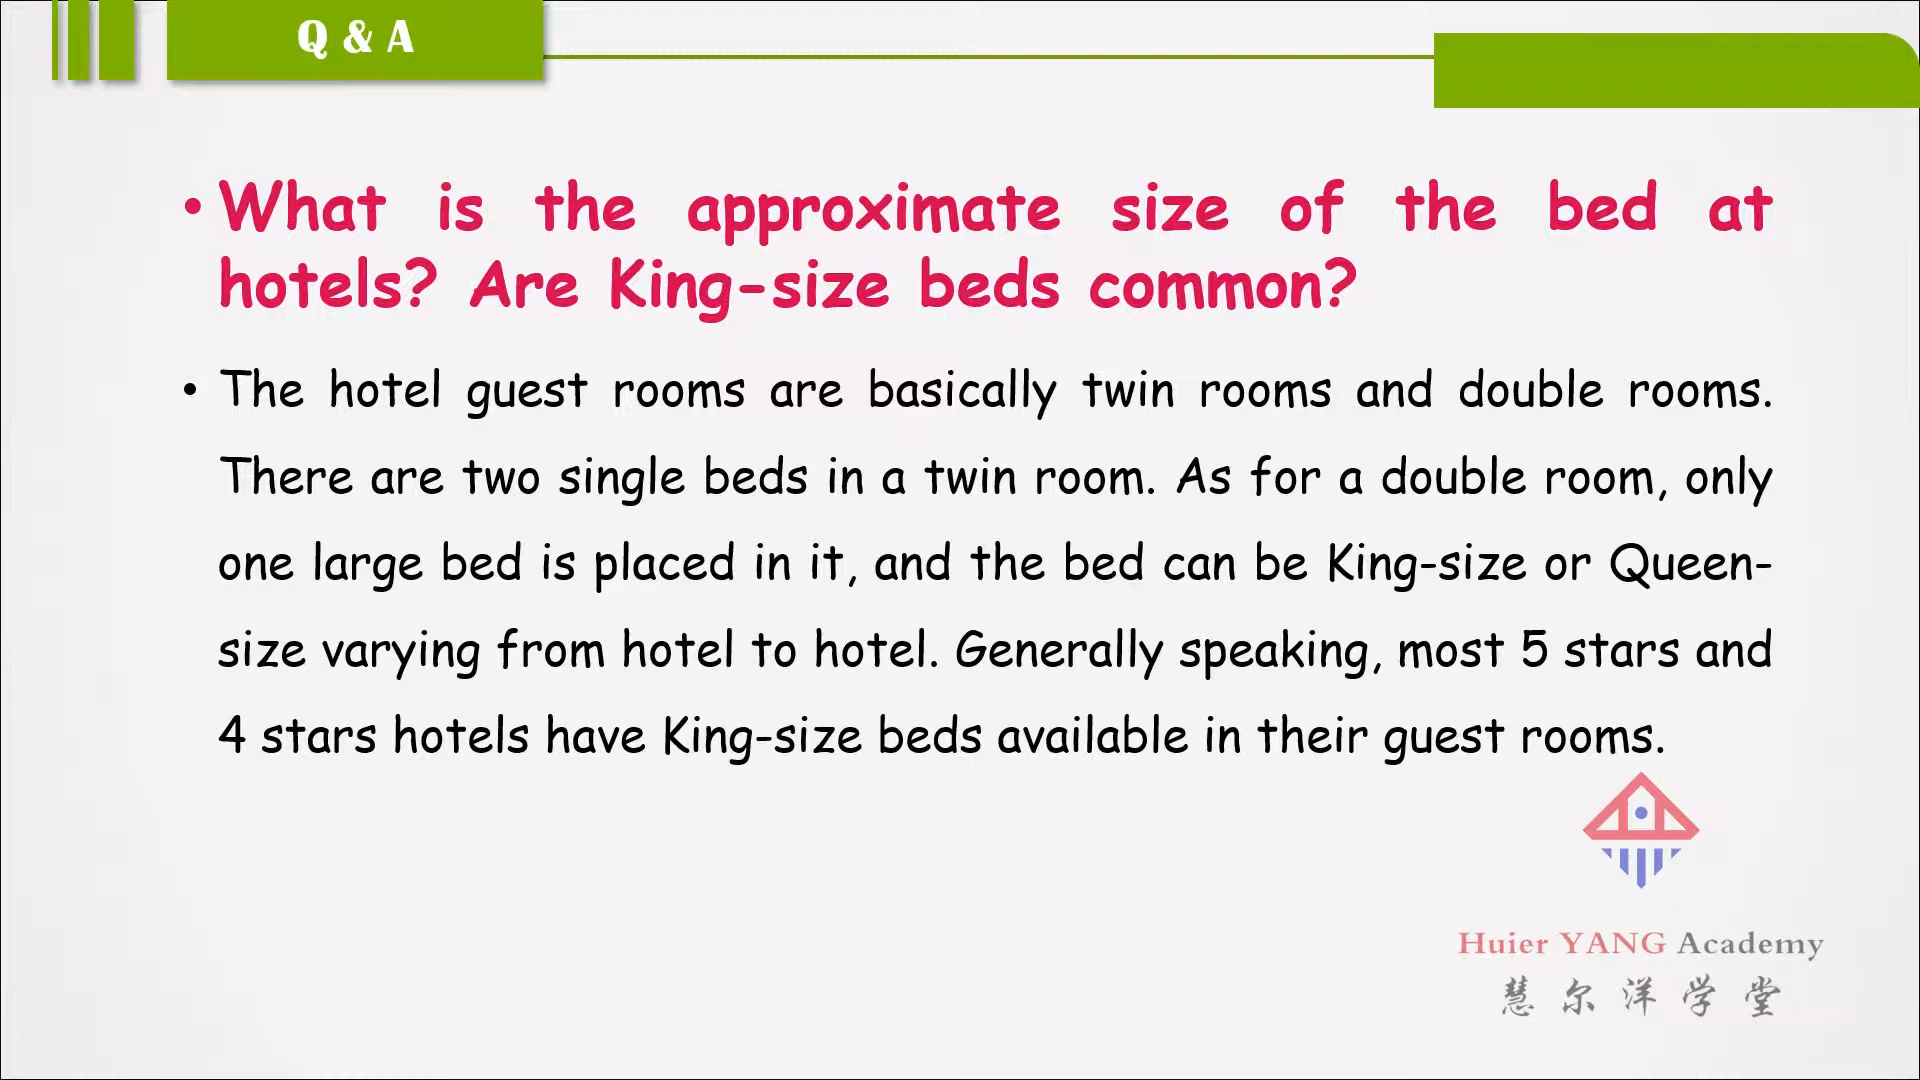 Q & A
• What is the approximate size of the bed at
hotels? Are King-size beds common?
• The hotel guest rooms are basically twin rooms and double rooms.
There are two single beds in a twin room. As for a double room, only
one large bed is placed in it, and the bed can be King-size or Queen-
size varying from hotel to hotel. Generally speaking, most 5 stars and
4 stars hotels have King-size beds available in their guest rooms.
Huier YANG Academy
慧尔洋学堂